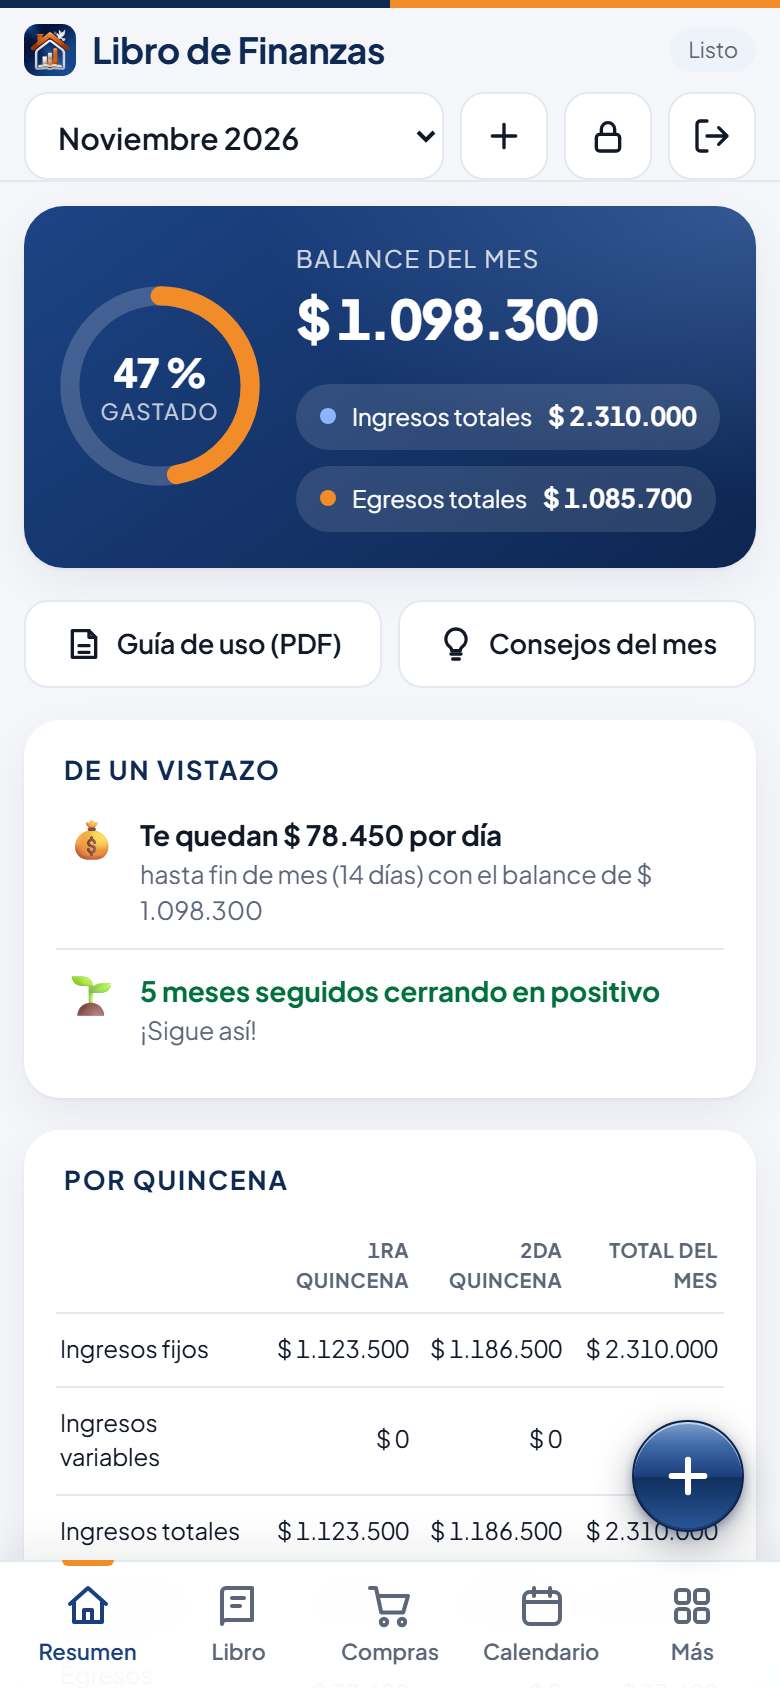 Libro de Finanzas
Listo
Noviembre 2026
BALANCE DEL MES
$ 1.098.300
47 %
GASTADO
Ingresos totales $ 2.310.000
Egresos totales $ 1.085.700
Guía de uso (PDF)
Consejos del mes
DE UN VISTAZO
Te quedan $ 78.450 por día
hasta fin de mes (14 días) con el balance de $
1.098.300
5 meses seguidos cerrando en positivo
¡Sigue así!
POR QUINCENA
1RA QUINCENA 2DA QUINCENA TOTAL DEL MES
Ingresos fijos $ 1.123.500 $ 1.186.500 $ 2.310.000
Ingresos variables $ 0 $ 0
Ingresos totales $ 1.123.500 $ 1.186.500 $ 2.310.000
Resumen Libro Compras Calendario Más
Egresos